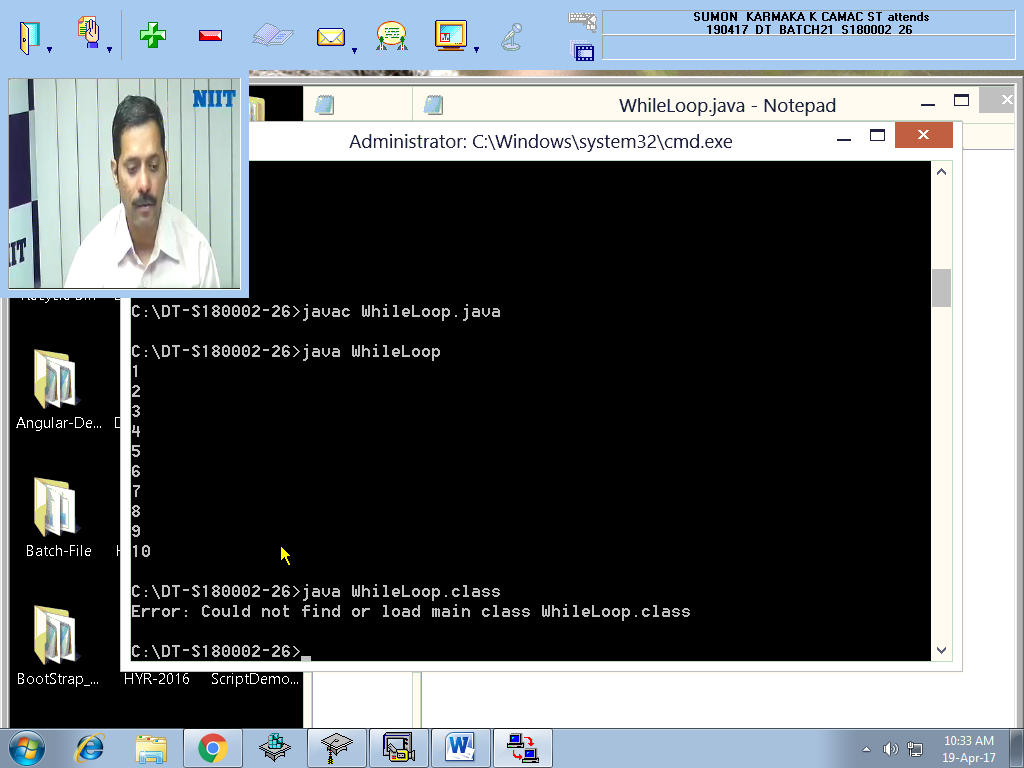 SUMON KARMAKA K CAMAC ST attends
190417 DT BATCH21 S180002 26
NIIT
IIT
WhileLoop.java - Notepad
Administrator: C:\Windows\system32\cmd.exe
C:\DT-S180002-26>javac WhileLoop.java
C:\DT-S180002-26>java WhileLoop
1
2
3
4
5
6
7
8
9
10
C:\DT-S180002-26>java WhileLoop.class
Error: Could not find or load main class WhileLoop.class
C:\DT-S180002-26>
Angular-De...
Batch-File
BootStrap_...
HYR-2016
ScriptDemo...
10:33 AM
19-Apr-17